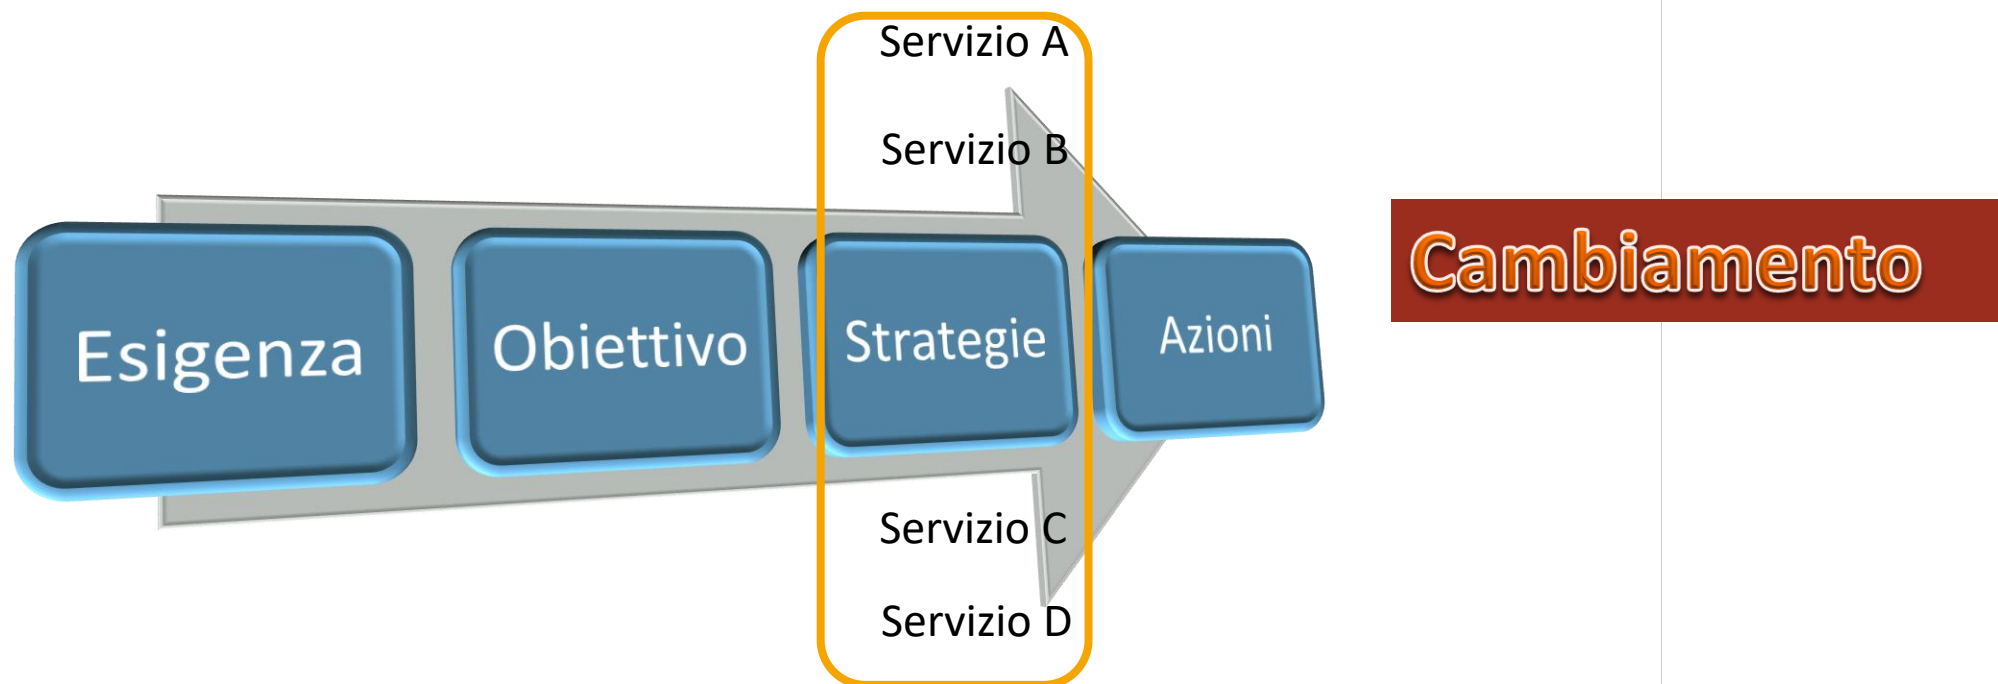 Servizio A
Servizio B
Esigenza
Obiettivo
Strategie
Azioni
Cambiamento
Servizio C
Servizio D